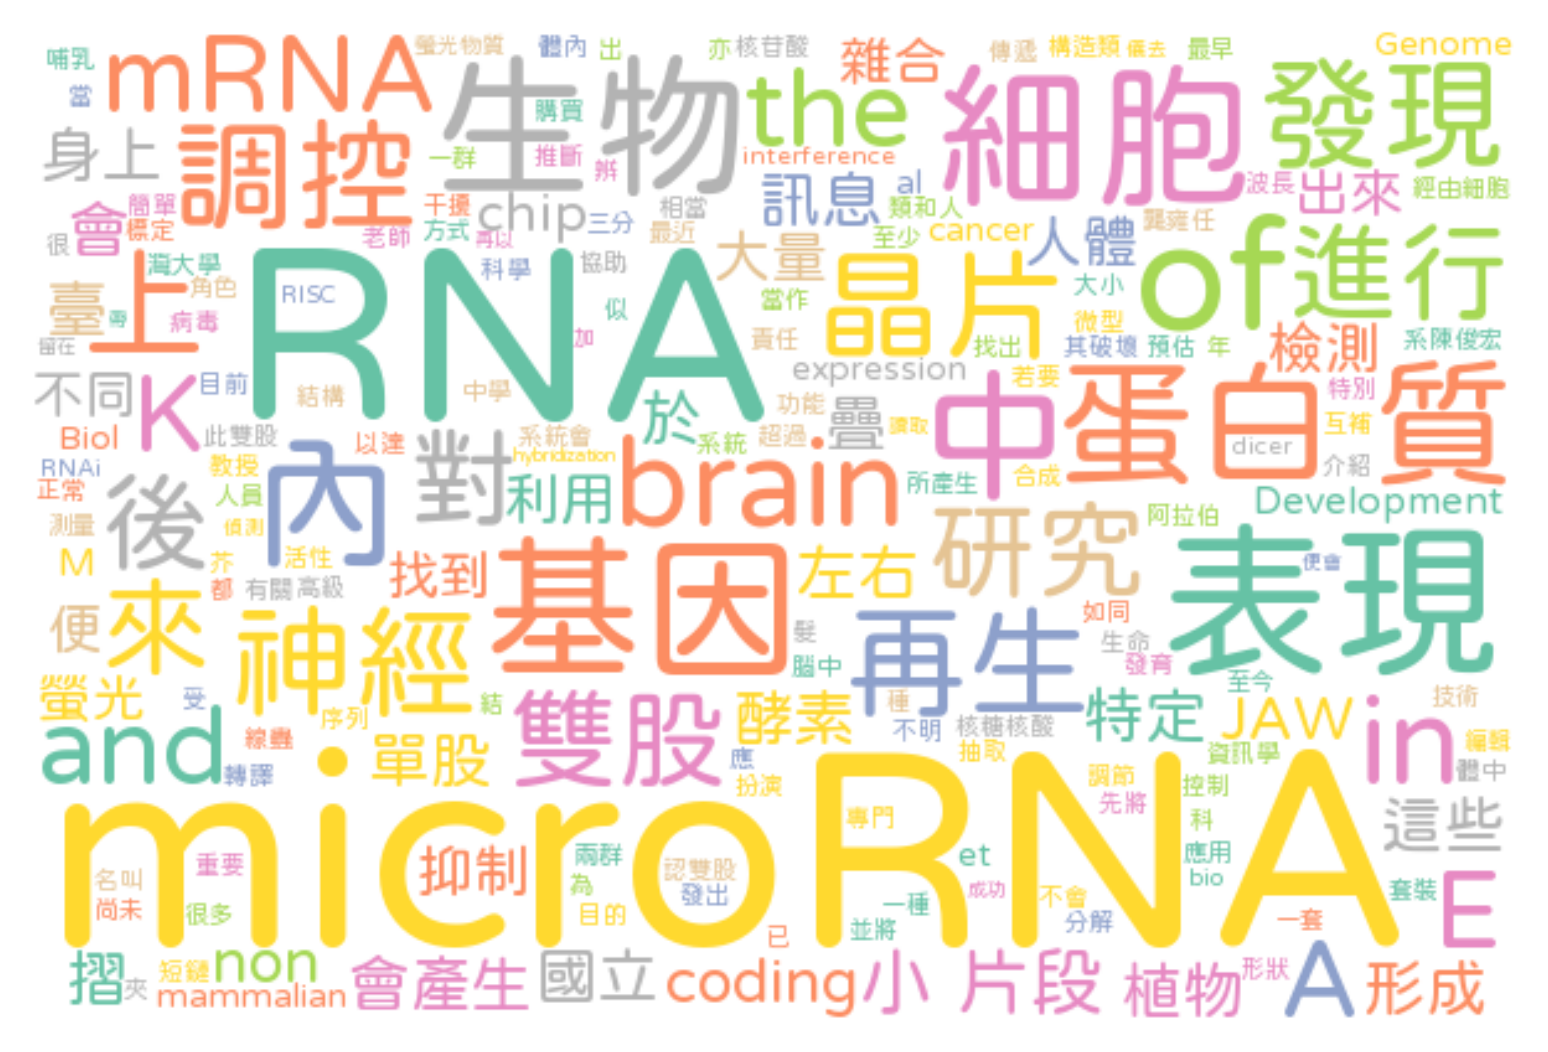 哺乳
mRNA
螢光物質
體內
出
亦
核苷酸
雜合
傳遞
構造類
儀去
最早
Genome
當
生物
購買
the
細胞
發現
身上
調控
一群
推斷
辨
interference
波長
出來
經由細胞
會
簡單
標定
干擾
chip
三分
相當
訊息
al
類和人
人體
龔雍任
很
老師
方式
再以
最近
至少
cancer
of
進行
灣大學
上
RNA
科學
協助
大量
晶片
大小
臺
角色
RISC
似
當作
微型
零
病毒
加
責任
找出
其破壞
預估
年
檢測
系陳俊宏
留在
不同
K
目前
結構
中學
expression
若要
中
蛋白質
特別
於
功能
疊
讀取
互補
Biol
此雙股
以達
系統會
系統
超過
dicer
RNAi
教授
內
對
hybridization
brain
合成
介紹
正常
後
人員
利用
所產生
Development
測量
偵測
研究
阿拉伯
M
芥
活性
找到
基因
左右
表現
便會
都
有關
高級
便
來
神經
髮
再生
如同
生命
腦中
發育
螢光
受
序列
結
雙股
酵素
種
不明
核糖核酸
特定
至今
JAW
in
技術
and
線蟲
單股
應
抽取
資訊學
編輯
轉譯
扮演
調節
控制
體中
microRNA
專門
先將
科
這些
重要
抑制
兩群
認雙股
et
應用
名叫
發出
bio
尚未
很多
為
目的
成功
不會
套裝
E
一種
分解
一套
已
並將
摺
夾
短鏈
non
會產生
國立
coding
小
片段
植物
形狀
A
形成
mammalian